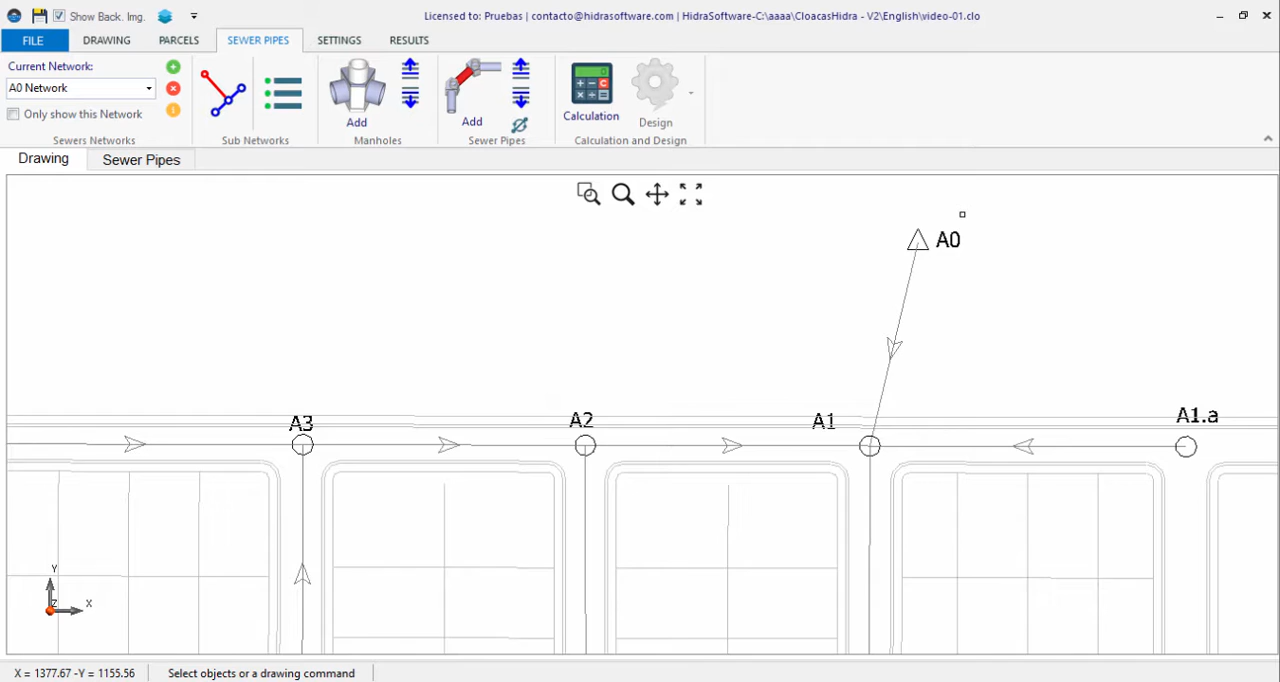 Show Back. Img.
Licensed to: Pruebas | contacto@hidrasoftware.com | HidraSoftware-C:\aaaa\CloacasHidra - V2\English\video-01.clo
FILE DRAWING PARCELS SEWER PIPES SETTINGS RESULTS
Current Network:
A0 Network
Only show this Network
Sewers Networks
Sub Networks
Add
Manholes
Add
Sewer Pipes
Calculation
Design
Calculation and Design
Drawing Sewer Pipes
A0
A3
A2
A1
A1.a
Y
Z
X
X = 1377.67 -Y = 1155.56
Select objects or a drawing command